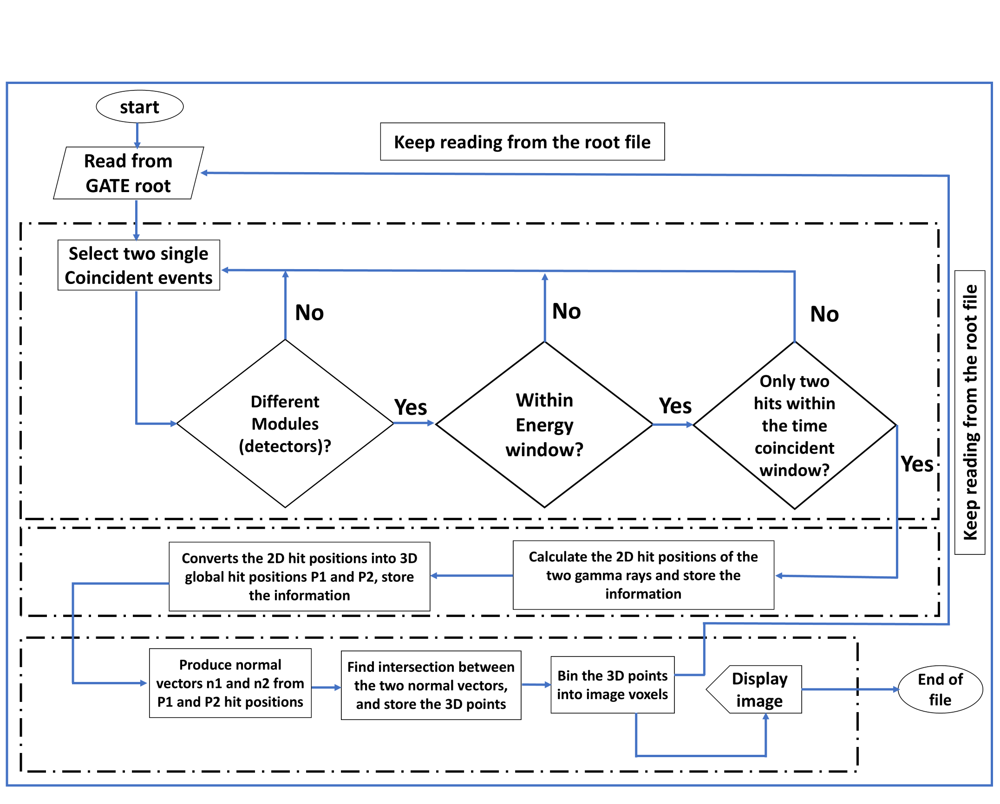 start
Keep reading from the root file
Read from
GATE root
Select two single
Coincident events
No
No
No
Different
Modules
(detectors)?
Yes
Within
Energy
window?
Yes
Only two
hits within
the time
coincident
window?
Yes
Keep reading from the root file
Converts the 2D hit positions into 3D
global hit positions P1 and P2, store
the information
Calculate the 2D hit positions of the
two gamma rays and store the
information
Produce normal
vectors n1 and n2 from
P1 and P2 hit positions
Find intersection between
the two normal vectors,
and store the 3D points
Bin the 3D points
into image voxels
Display
image
End of
file